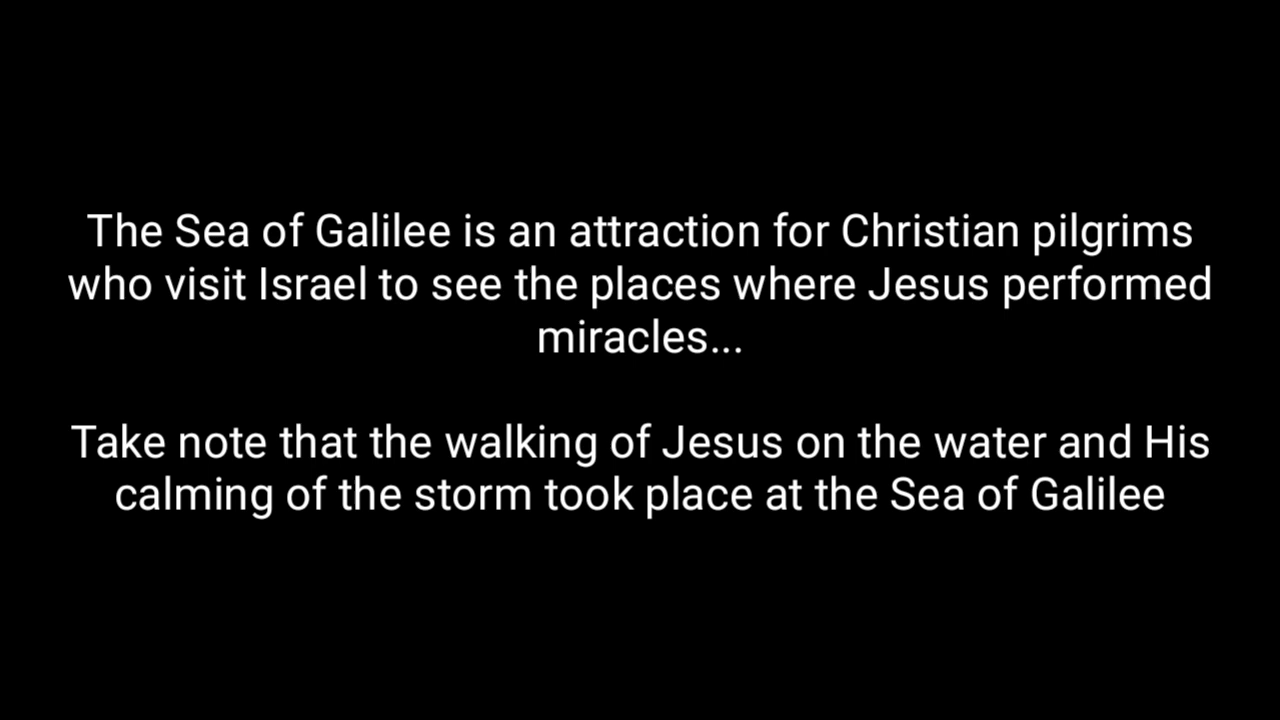 The Sea of Galilee is an attraction for Christian pilgrims
who visit Israel to see the places where Jesus performed
miracles...
Take note that the walking of Jesus on the water and His
calming of the storm took place at the Sea of Galilee